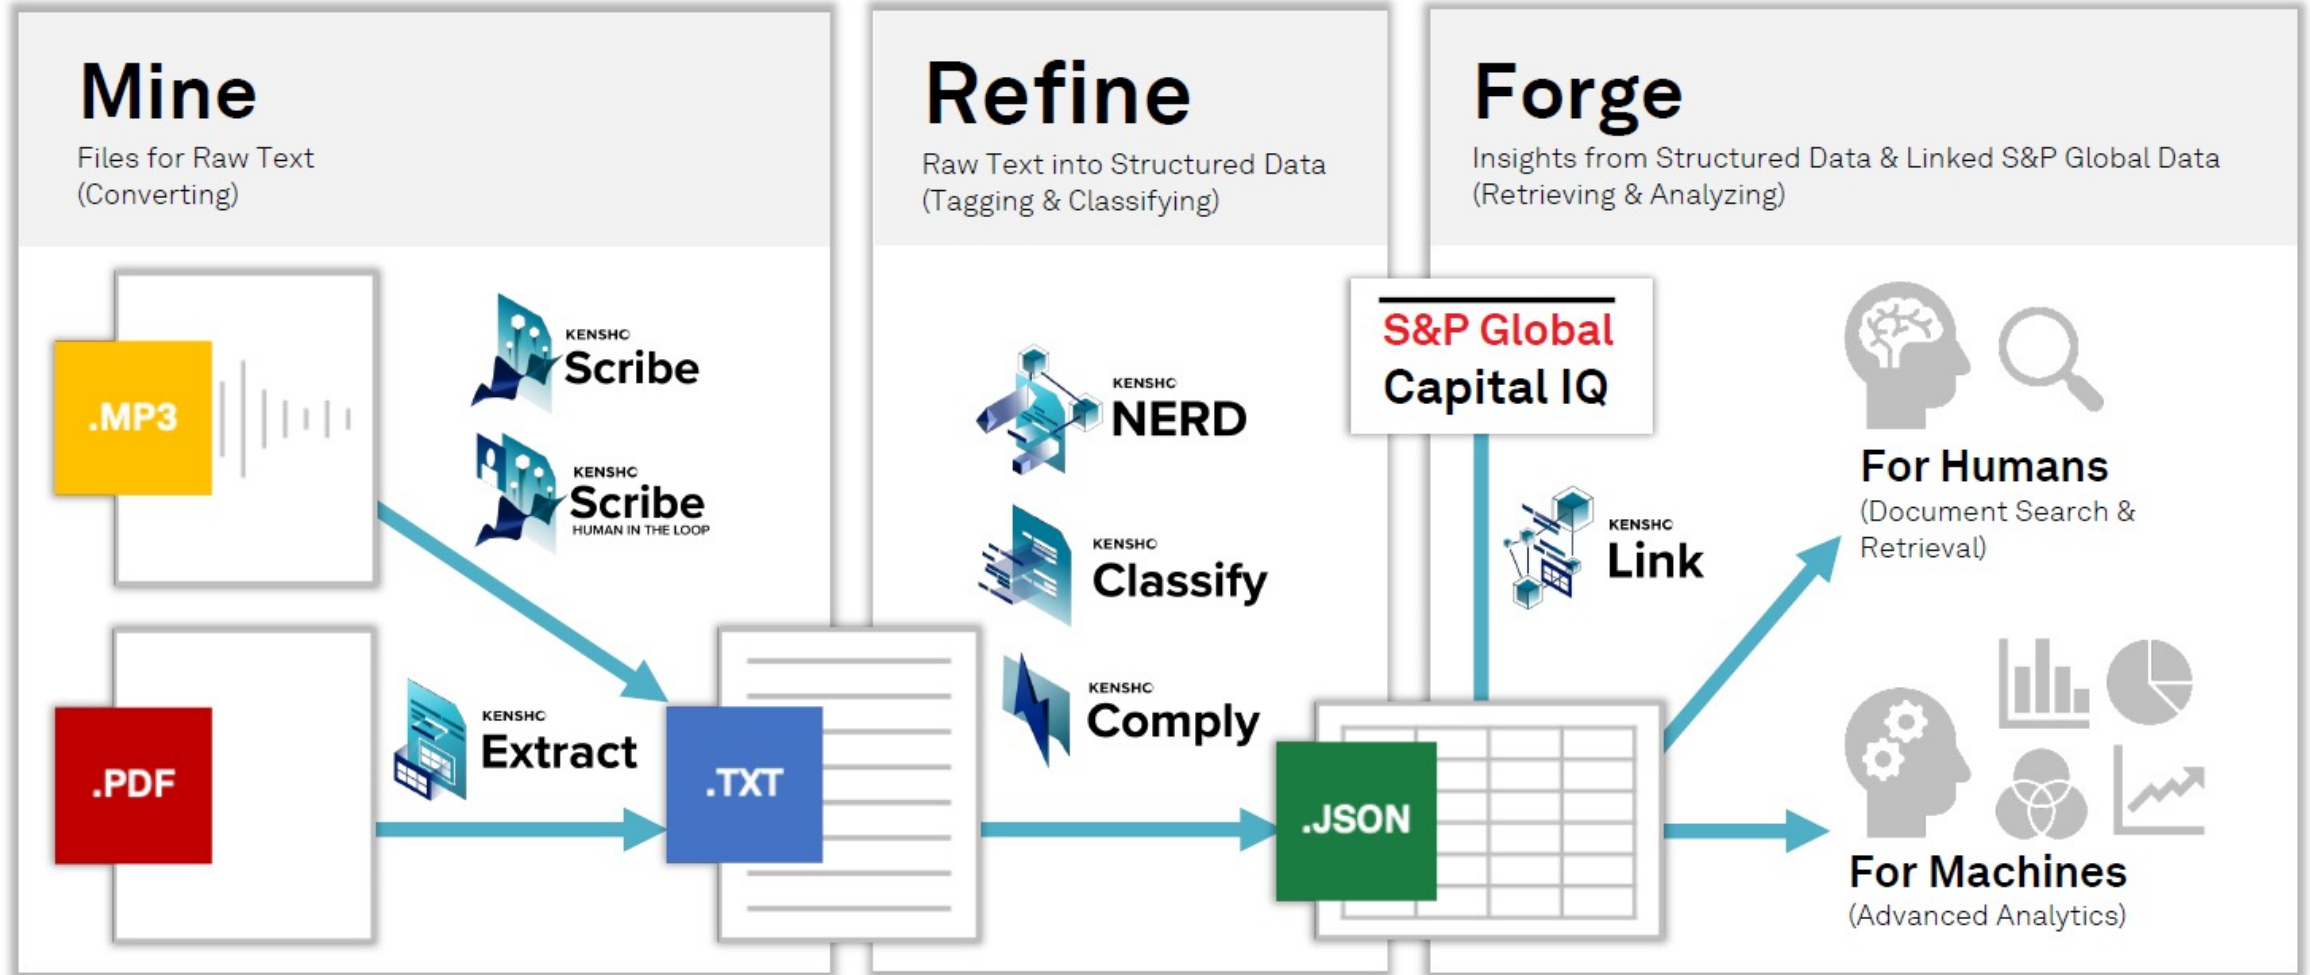 Mine
Files for Raw Text
(Converting)
.MP3
KENSHO
Scribe
KENSHO
Scribe
HUMAN IN THE LOOP
.PDF
KENSHO
Extract
.TXT
Refine
Raw Text into Structured Data
(Tagging & Classifying)
KENSHO
NERD
KENSHO
Classify
KENSHO
Comply
.JSON
Forge
Insights from Structured Data & Linked S&P Global Data
(Retrieving & Analyzing)
S&P Global
Capital IQ
KENSHO
Link
For Humans
(Document Search &
Retrieval)
For Machines
(Advanced Analytics)